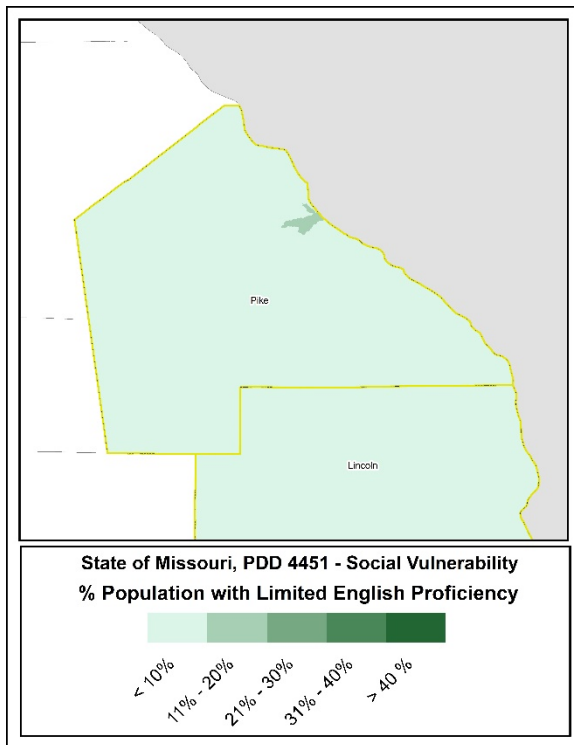 Pike
Lincoln
State of Missouri, PDD 4451 - Social Vulnerability
% Population with Limited English Proficiency
< 10%
11% - 20%
21% - 30%
31% - 40%
> 40 %